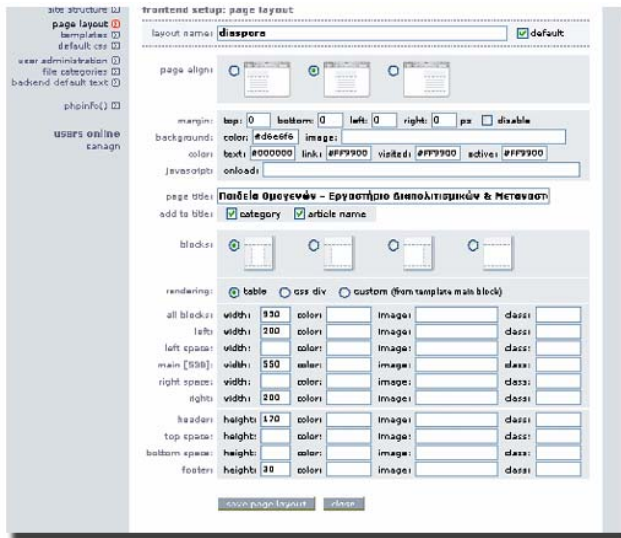 site structure
page layout
templates
default css
user administration
file categories
backend default text
phpinfo()
users online
sanagn
frontend setup: page layout
layout name: diaspora default
page align:
margin: top: 0 bottom: 0 left: 0 right: 0 px disable
background: color: #d6e6f6 image:
color: text: #000000 link: #FF9900 visited: #FF9900 active: #FF9900
javascript: onload:
page title: Παιδεία Ομογενών - Εργαστήριο Διαπολιτισμικών & Μεταναστ
add to title: category article name
blocks:
rendering: table css div custom (from template main block)
all blocks: width: 950 color: image: class:
left: width: 200 color: image: class:
left space: width: color: image: class:
main [550]: width: 550 color: image: class:
right space: width: color: image: class:
right: width: 200 color: image: class:
header: height: 170 color: image: class:
top space: height: color: image: class:
bottom space: height: color: image: class:
footer: height: 30 color: image: class:
save page layout close